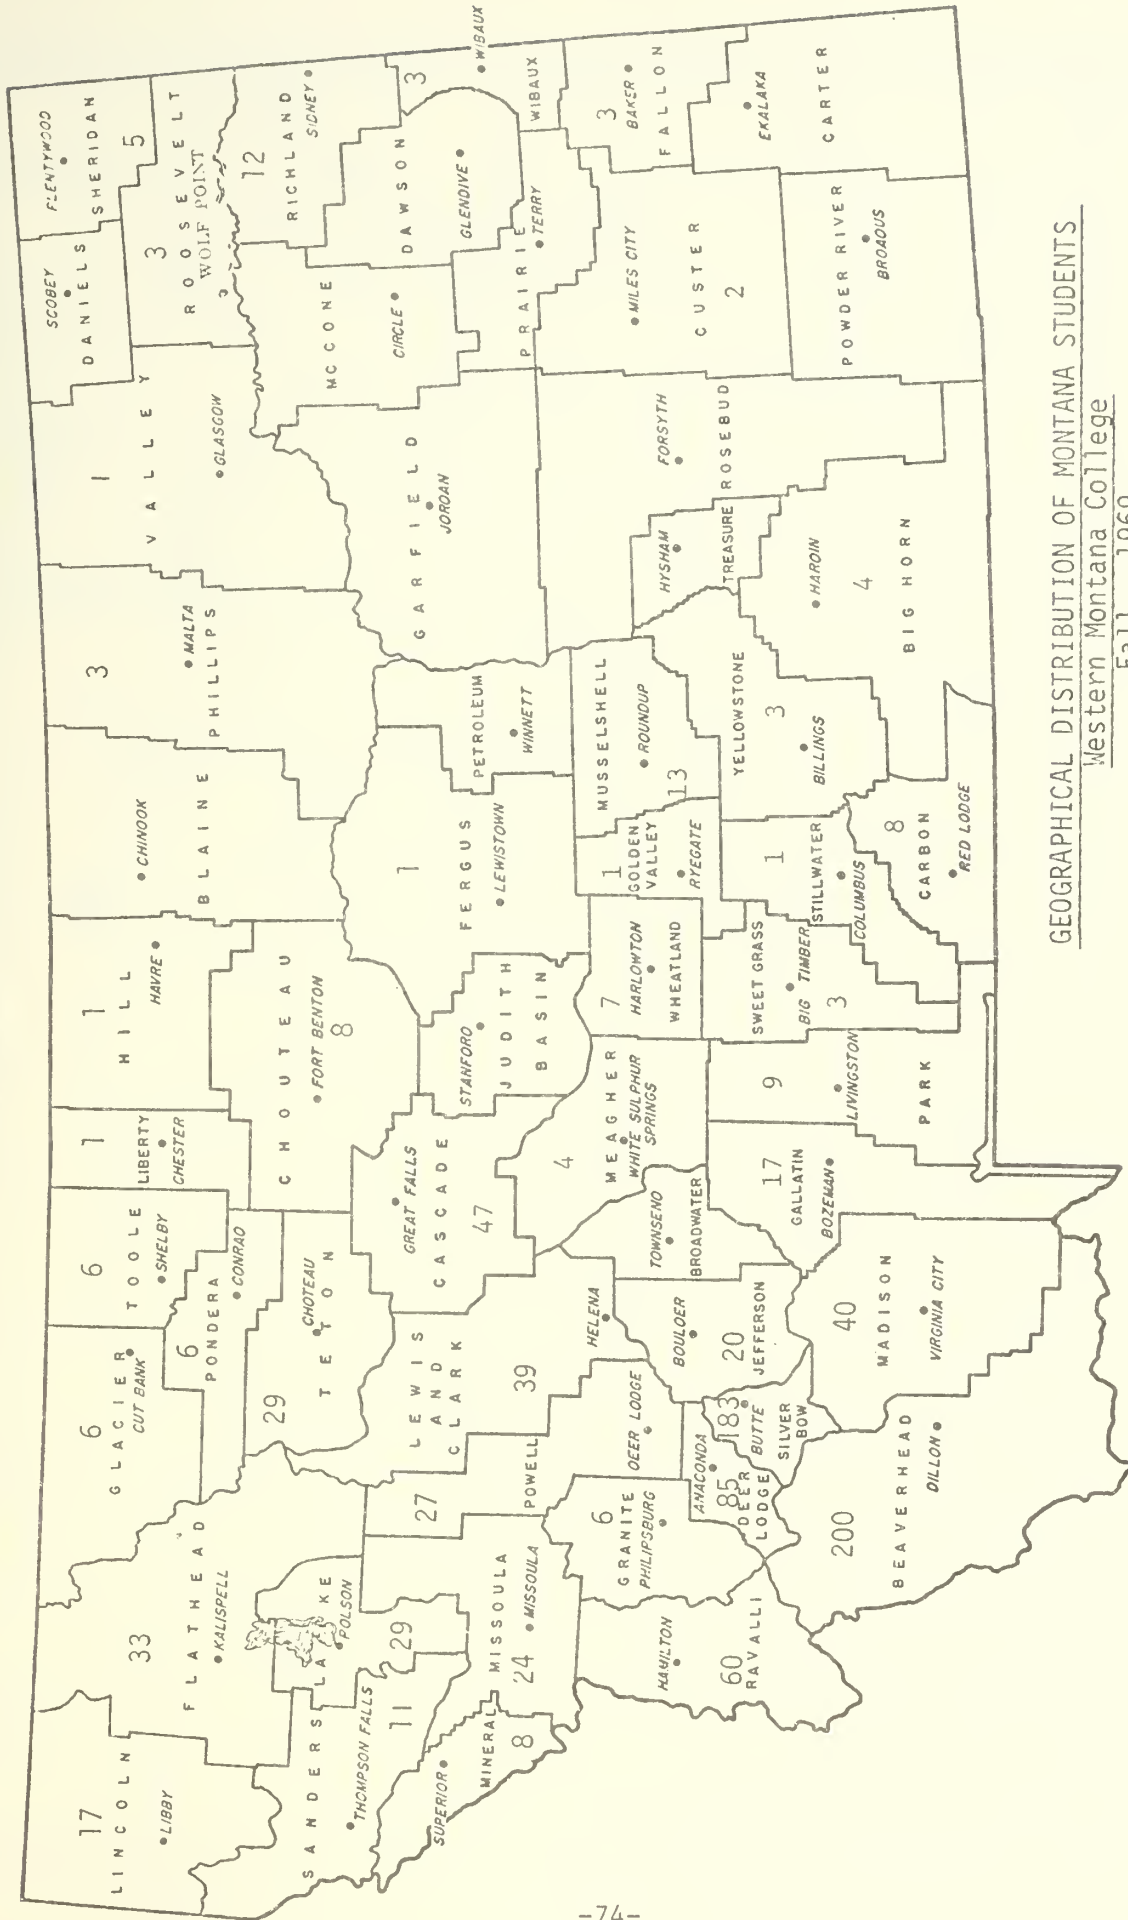 17
LINCOLN
LIBBY
33
FLATHEAD
KALISPELL
6
GLACIER
CUT BANK
6
TOOLE
SHELBY
1
LIBERTY
CHESTER
1
HILL
HAVRE
CHINOOK
BLAINE
3
MALTA
PHILLIPS
1
VALLEY
GLASGOW
SCOBEY
DANIELS
FLENTYWOOD
SHERIDAN
5
3
ROOSEVELT
WOLF POINT
6
PONDERA
CONRAD
29
CHOTEAU
TETON
CHOUTEAU
FORT BENTON
8
12
RICHLAND
SIDNEY
MCCONE
CIRCLE
DAWSON
GLENDIVE
3
WIBAUX
WIBAUX
SANDERS
THOMPSON FALLS
11
LAKE
POLSON
29
SUPERIOR
MINERAL
8
MISSOULA
24
MISSOULA
27
POWELL
DEER LODGE
LEWIS
AND
CLARK
39
HELENA
GREAT FALLS
CASCADE
47
STANFORD
JUDITH
BASIN
1
FERGUS
LEWISTOWN
PETROLEUM
WINNETT
GARFIELD
JORDAN
PRAIRIE
TERRY
3
BAKER
FALLON
6
GRANITE
PHILIPSBURG
HAMILTON
60
RAVALLI
ANACONDA
85
DEER
LODGE
183
BUTTE
SILVER
BOW
BOULDER
20
JEFFERSON
TOWNSEND
BROADWATER
4
MEAGHER
WHITE SULPHUR
SPRINGS
7
HARLOWTON
WHEATLAND
1
GOLDEN
VALLEY
RYEGATE
MUSSELSHELL
ROUNDUP
13
HYSHAM
TREASURE
FORSYTH
ROSEBUD
MILES CITY
CUSTER
2
EKALAKA
CARTER
200
BEAVERHEAD
DILLON
40
MADISON
VIRGINIA CITY
17
GALLATIN
BOZEMAN
9
LIVINGSTON
PARK
SWEET GRASS
BIG TIMBER
3
1
STILLWATER
COLUMBUS
YELLOWSTONE
3
BILLINGS
8
CARBON
RED LODGE
HARDIN
4
BIG HORN
POWDER RIVER
BROADUS
GEOGRAPHICAL DISTRIBUTION OF MONTANA STUDENTS
Western Montana College
Fall 1969
-74-